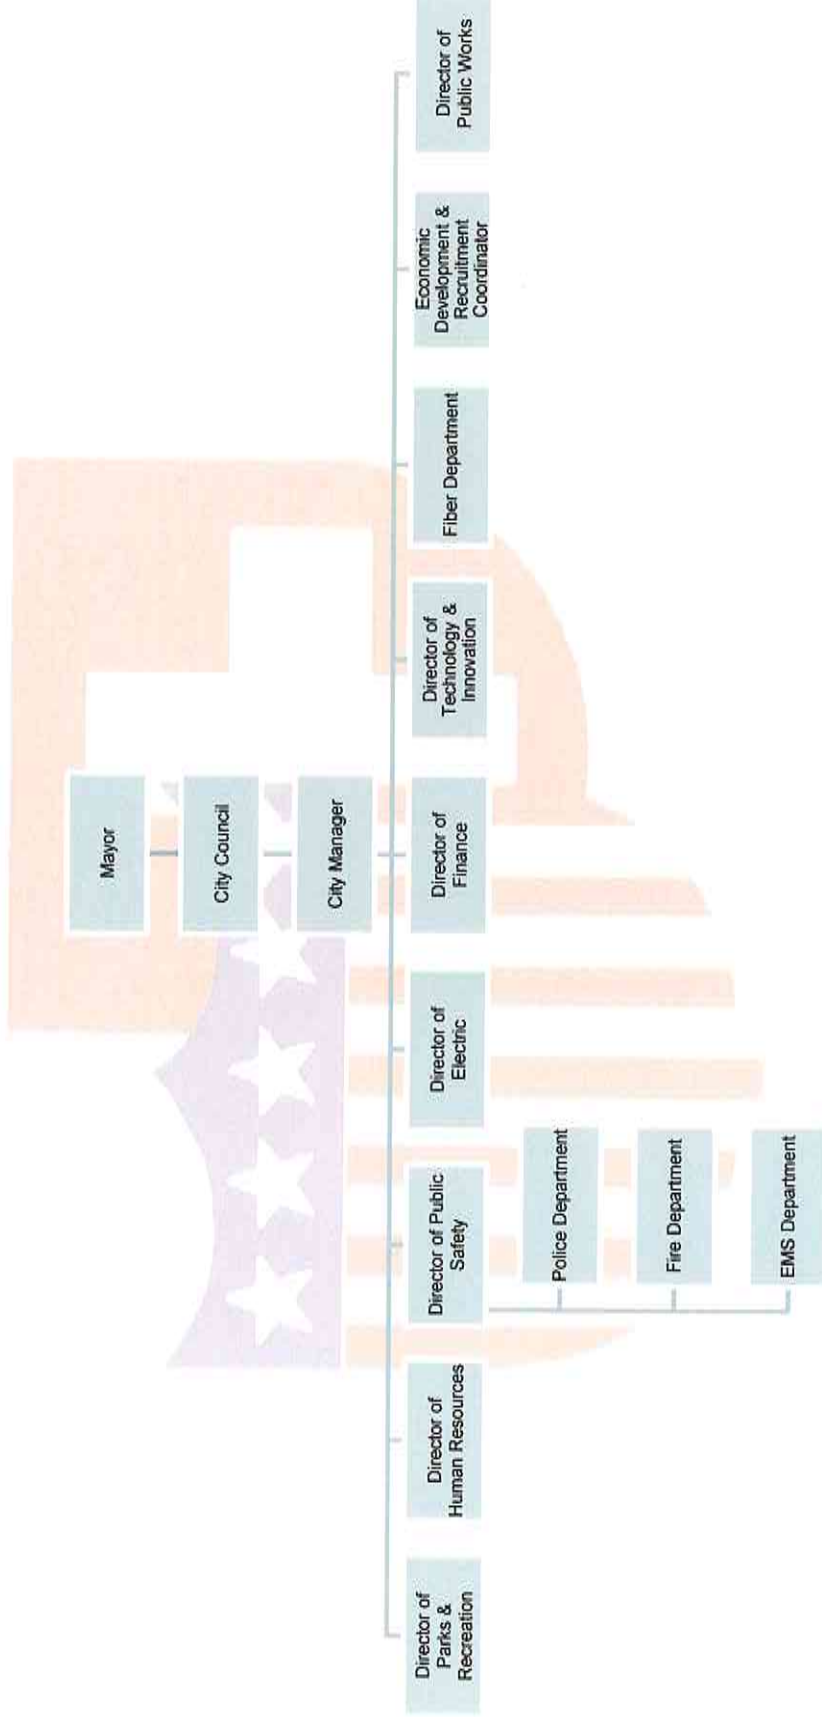 Mayor
City Council
City Manager
Director of
Parks &
Recreation
Director of
Human Resources
Director of Public
Safety
Director of
Electric
Director of
Finance
Director of
Technology &
Innovation
Fiber Department
Economic
Development &
Recruitment
Coordinator
Director of
Public Works
Police Department
Fire Department
EMS Department